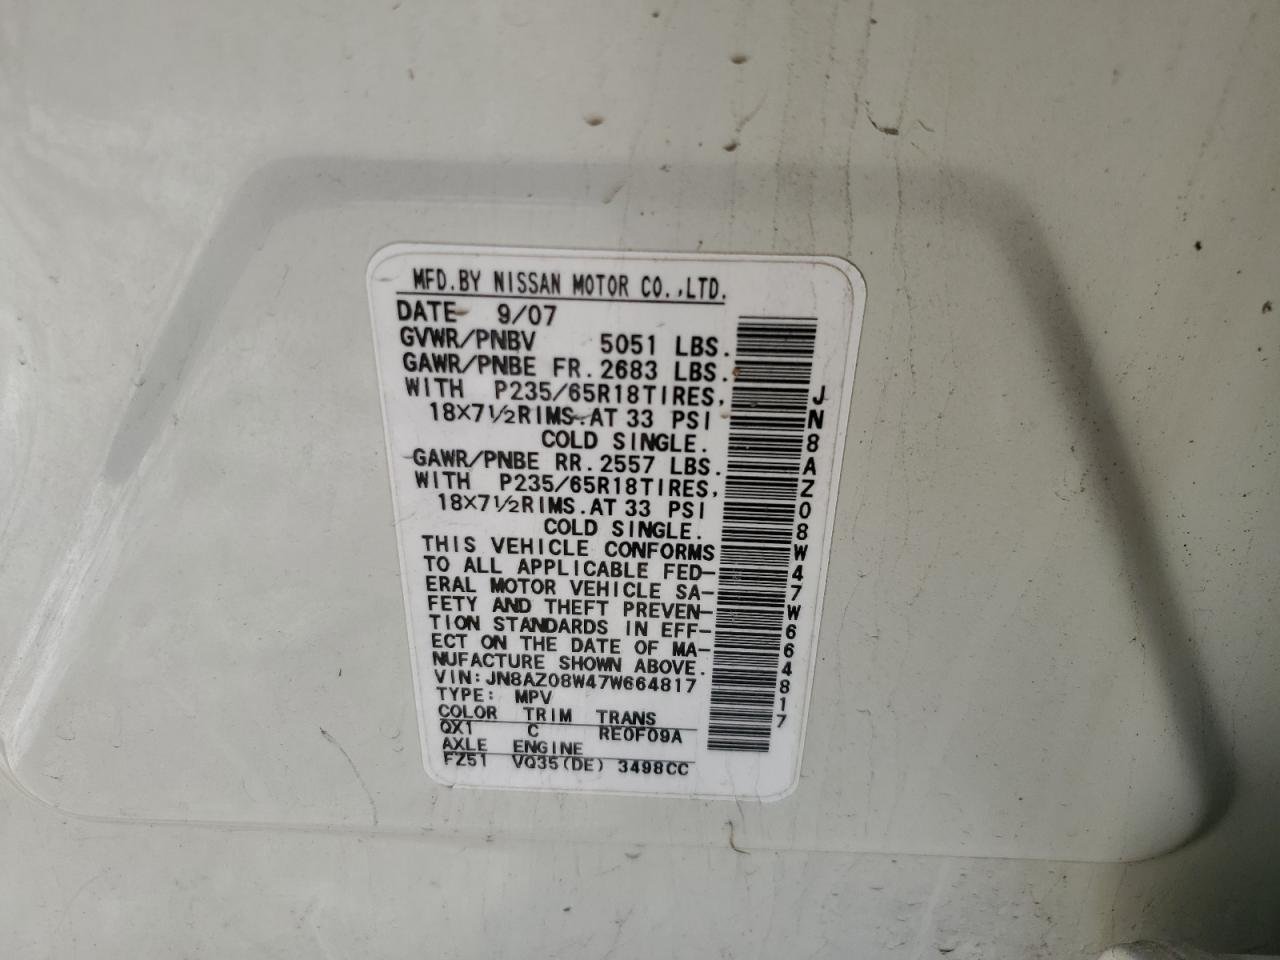 MFD.BY NISSAN MOTOR CO.,LTD.
DATE 9/07
GVWR/PNBV 5051 LBS.
GAWR/PNBE FR. 2683 LBS.
WITH P235/65R18TIRES,
18X7½RIMS.AT 33 PSI
COLD SINGLE.
GAWR/PNBE RR. 2557 LBS.
WITH P235/65R18TIRES,
18X7½RIMS.AT 33 PSI
COLD SINGLE.
THIS VEHICLE CONFORMS
TO ALL APPLICABLE FED-
ERAL MOTOR VEHICLE SA-
FETY AND THEFT PREVEN-
TION STANDARDS IN EFF-
ECT ON THE DATE OF MA-
NUFACTURE SHOWN ABOVE.
VIN:JN8AZ08W47W664817
TYPE: MPV
COLOR TRIM TRANS
QX1 C RE0F09A
AXLE ENGINE
FZ51 VQ35(DE) 3498CC
JN8AZ08W47W664817